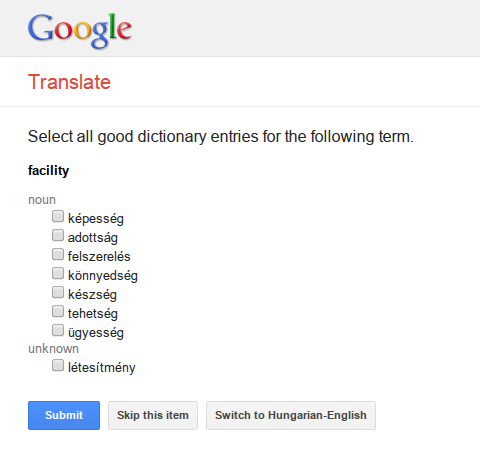 Google
Translate
Select all good dictionary entries for the following term.
facility
noun
képesség
adottság
felszerelés
könnyedség
készség
tehetség
ügyesség
unknown
létesítmény
Submit Skip this item Switch to Hungarian-English